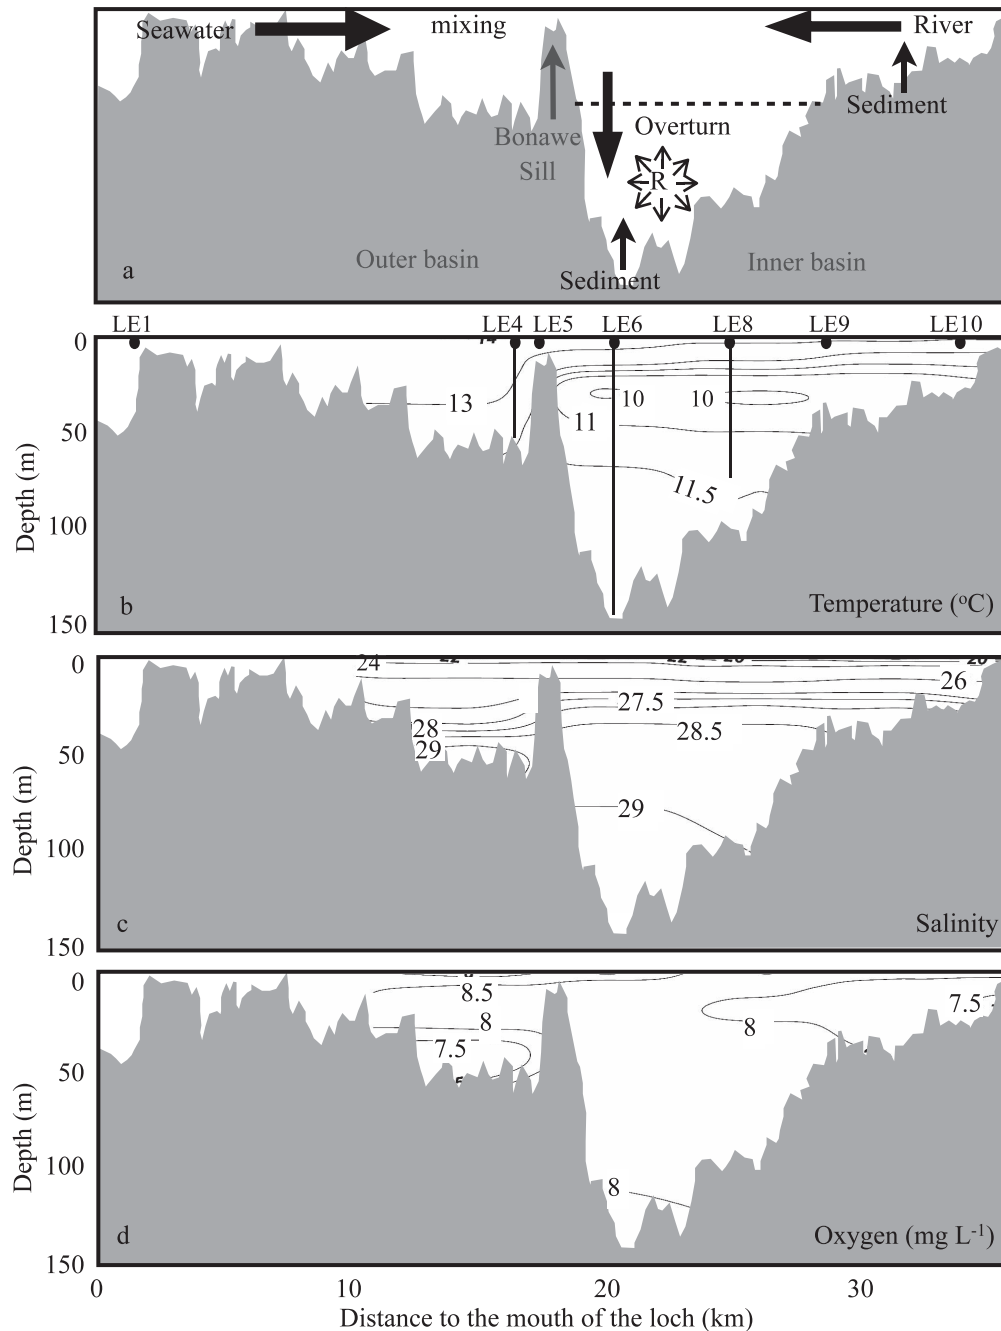 Seawater
mixing
River
Sediment
Overturn
Bonawe
Sill
R
Outer basin
Inner basin
Sediment
a
LE1
LE4
LE5
LE6
LE8
LE9
LE10
0
50
100
150
Depth (m)
13
10
10
11
11.5
b
Temperature (°C)
0
50
100
150
Depth (m)
24
26
27.5
28
28.5
29
29
c
Salinity
0
50
100
150
Depth (m)
8.5
8
7.5
7.5
8
8
d
Oxygen (mg L⁻¹)
0
10
20
30
Distance to the mouth of the loch (km)